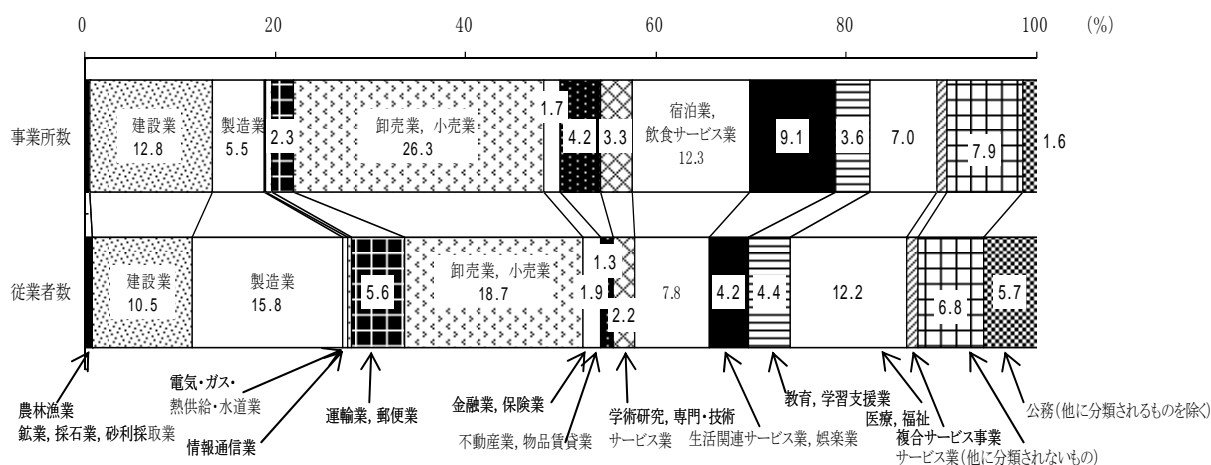 0 20 40 60 80 100 (%)
事業所数
建設業
12.8
製造業
5.5
2.3
卸売業, 小売業
26.3
1.7
4.2
3.3
宿泊業,
飲食サービス業
12.3
9.1
3.6
7.0
7.9
1.6
従業者数
建設業
10.5
製造業
15.8
5.6
卸売業, 小売業
18.7
1.9
1.3
2.2
7.8
4.2
4.4
12.2
6.8
5.7
農林漁業
鉱業, 採石業, 砂利採取業
電気・ガス・
熱供給・水道業
情報通信業
運輸業, 郵便業
金融業, 保険業
不動産業, 物品賃貸業
学術研究, 専門・技術
サービス業
生活関連サービス業, 娯楽業
教育, 学習支援業
医療, 福祉
複合サービス事業
サービス業(他に分類されないもの)
公務(他に分類されるものを除く)